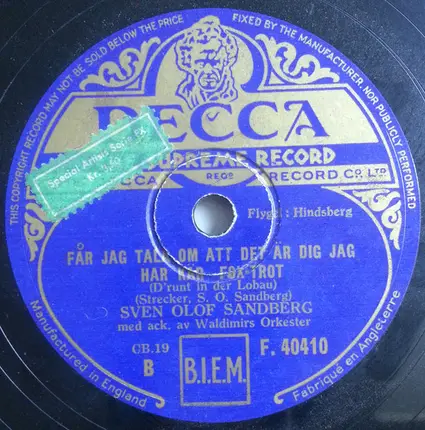 THIS COPYRIGHT RECORD MAY NOT BE SOLD BELOW THE PRICE
FIXED BY THE MANUFACTURER. NOR PUBLICLY PERFORMED
DECCA
SUPREME RECORD
DECCA REGD RECORD CO., LTD
Special Artist Serie FA
Flygel: Hindsberg
FÅR JAG TALA OM ATT DET ÄR DIG JAG
HAR KÄR -FOX-TROT
(D'runt in der Lobau)
(Strecker, S. O. Sandberg)
SVEN OLOF SANDBERG
med ack. av Waldimirs Orkester
CB.19
B
B.I.E.M.
F. 40410
Manufactured in England
Fabriqué en Angleterre